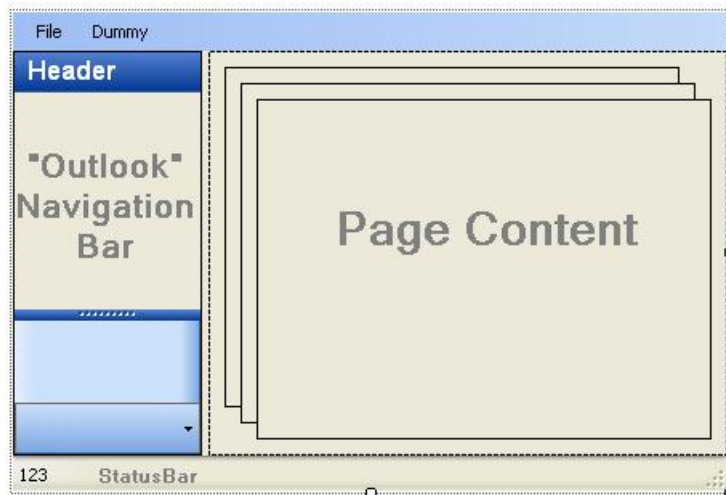 File Dummy
Header
"Outlook"
Navigation
Bar
Page Content
123 StatusBar